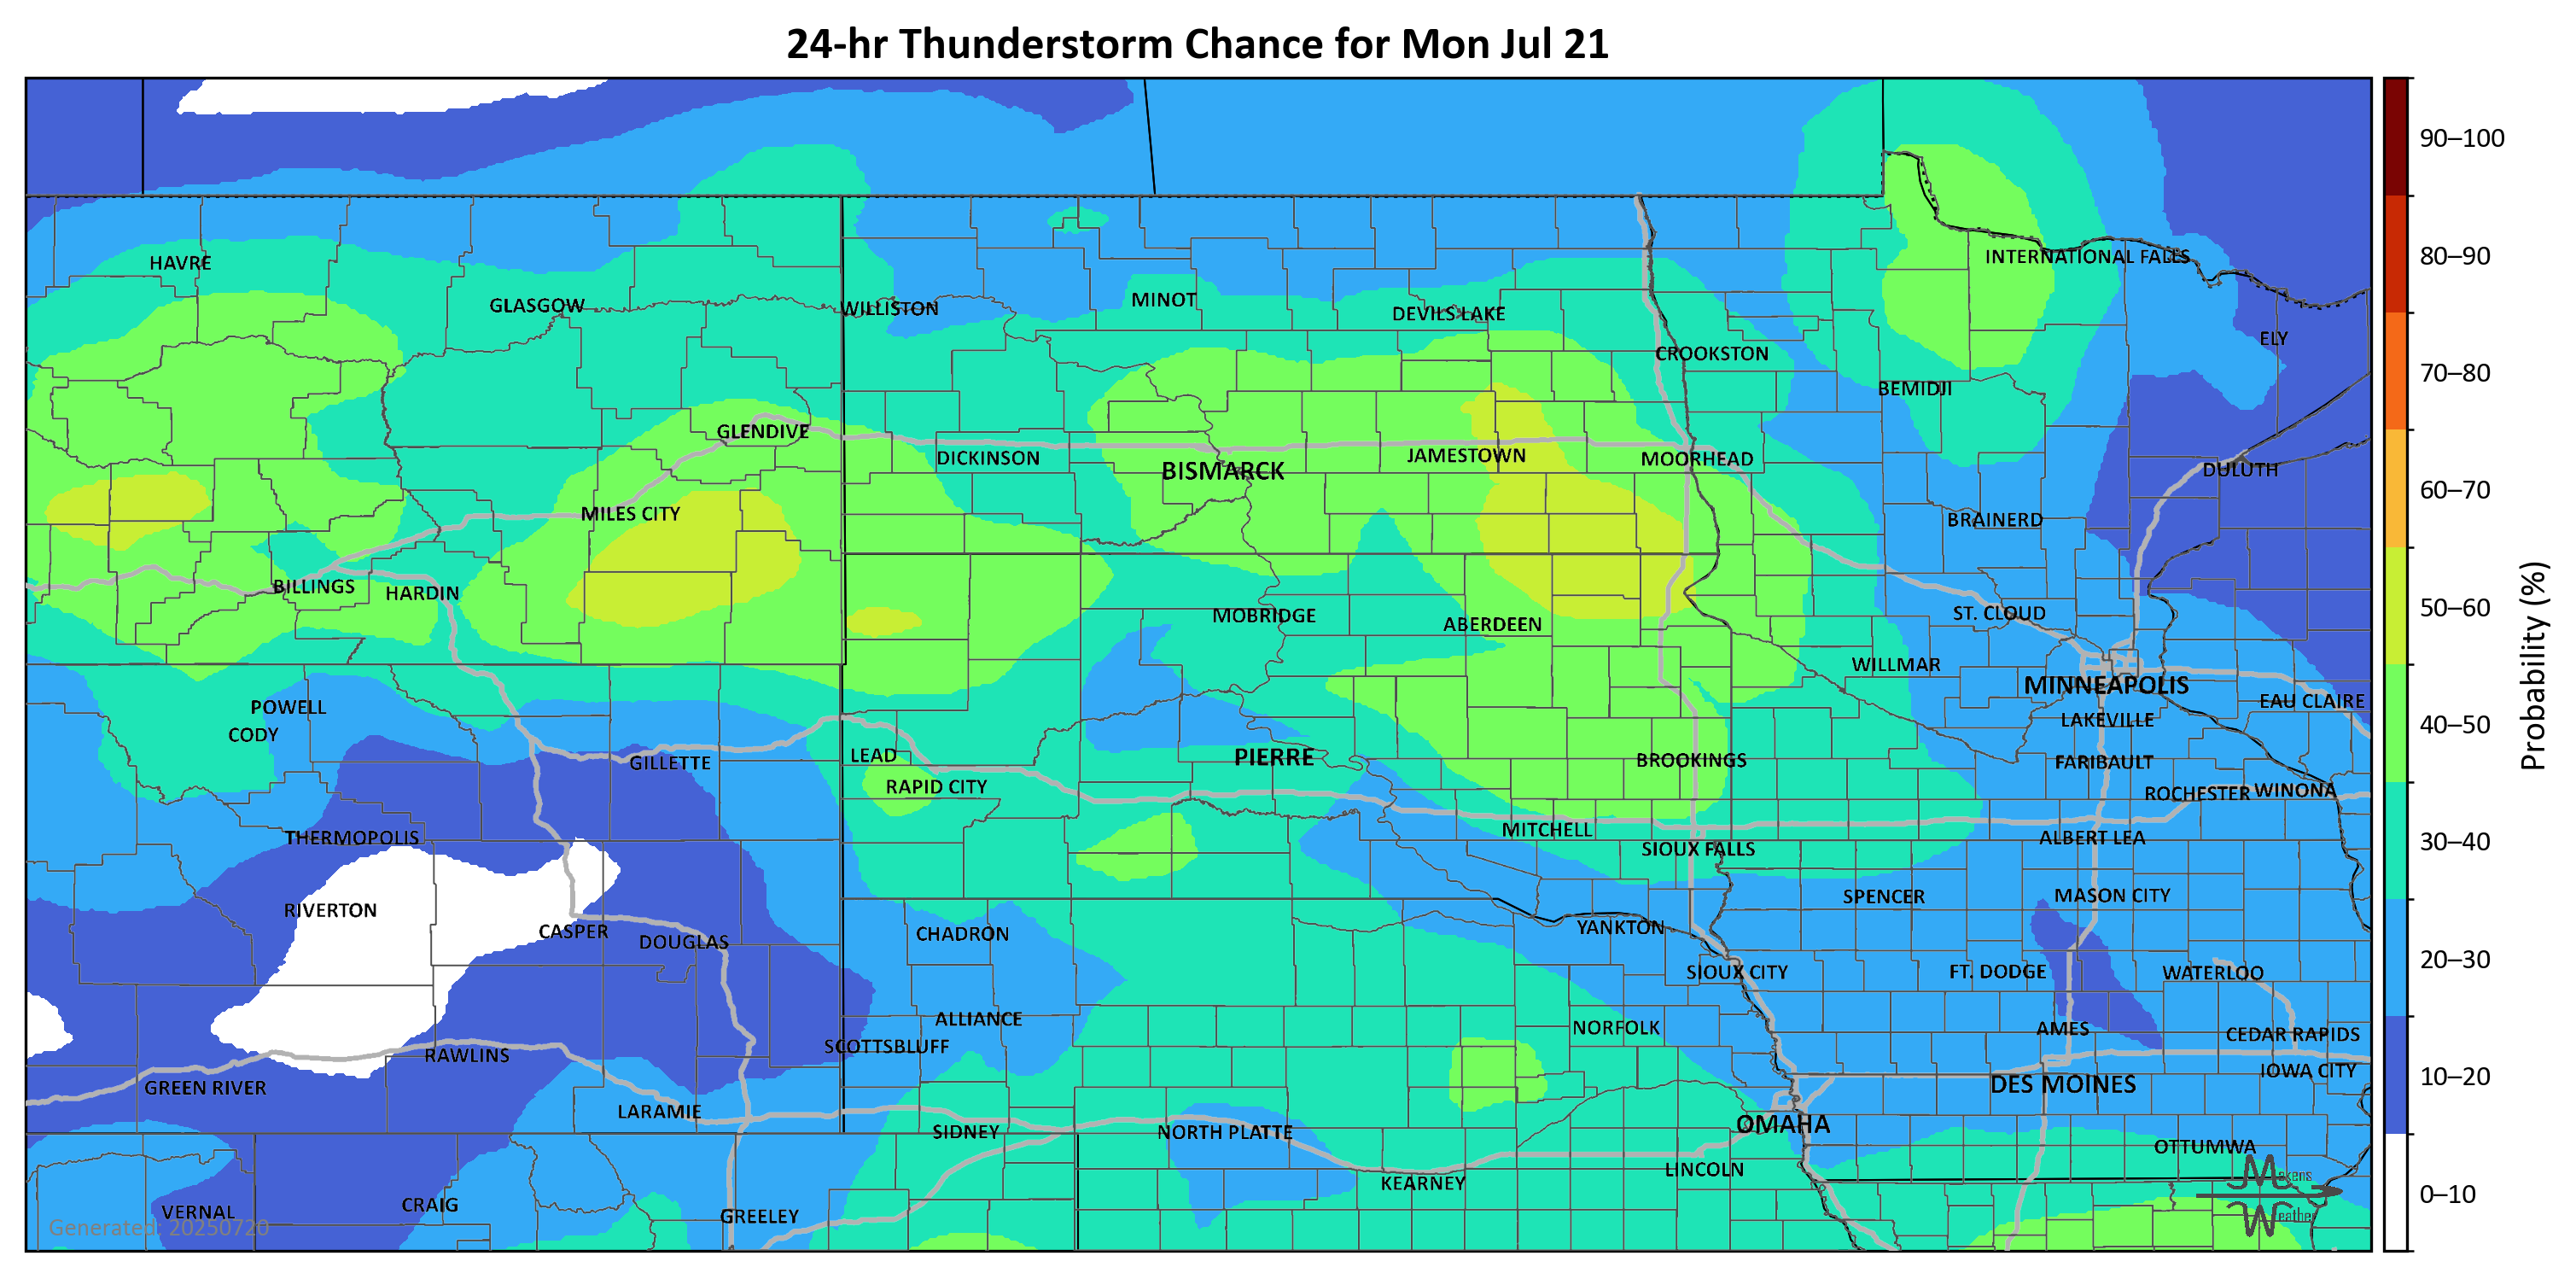 24-hr Thunderstorm Chance for Mon Jul 21
90–100
80–90
70–80
60–70
50–60
40–50
30–40
20–30
10–20
0–10
Probability (%)
HAVRE
INTERNATIONAL FALLS
GLASGOW
WILLISTON
MINOT
DEVILS LAKE
ELY
CROOKSTON
BEMIDJI
GLENDIVE
DICKINSON
BISMARCK
JAMESTOWN
MOORHEAD
DULUTH
MILES CITY
BRAINERD
BILLINGS
HARDIN
MOBRIDGE
ABERDEEN
ST. CLOUD
WILLMAR
MINNEAPOLIS
EAU CLAIRE
POWELL
CODY
LAKEVILLE
GILLETTE
LEAD
PIERRE
BROOKINGS
FARIBAULT
RAPID CITY
ROCHESTER
WINONA
THERMOPOLIS
MITCHELL
SIOUX FALLS
ALBERT LEA
RIVERTON
SPENCER
MASON CITY
CASPER
DOUGLAS
CHADRON
YANKTON
SIOUX CITY
FT. DODGE
WATERLOO
ALLIANCE
NORFOLK
AMES
CEDAR RAPIDS
SCOTTSBLUFF
RAWLINS
GREEN RIVER
DES MOINES
IOWA CITY
LARAMIE
SIDNEY
NORTH PLATTE
OMAHA
OTTUMWA
LINCOLN
KEARNEY
VERNAL
CRAIG
GREELEY
Makens
Weather
Generated: 20250720